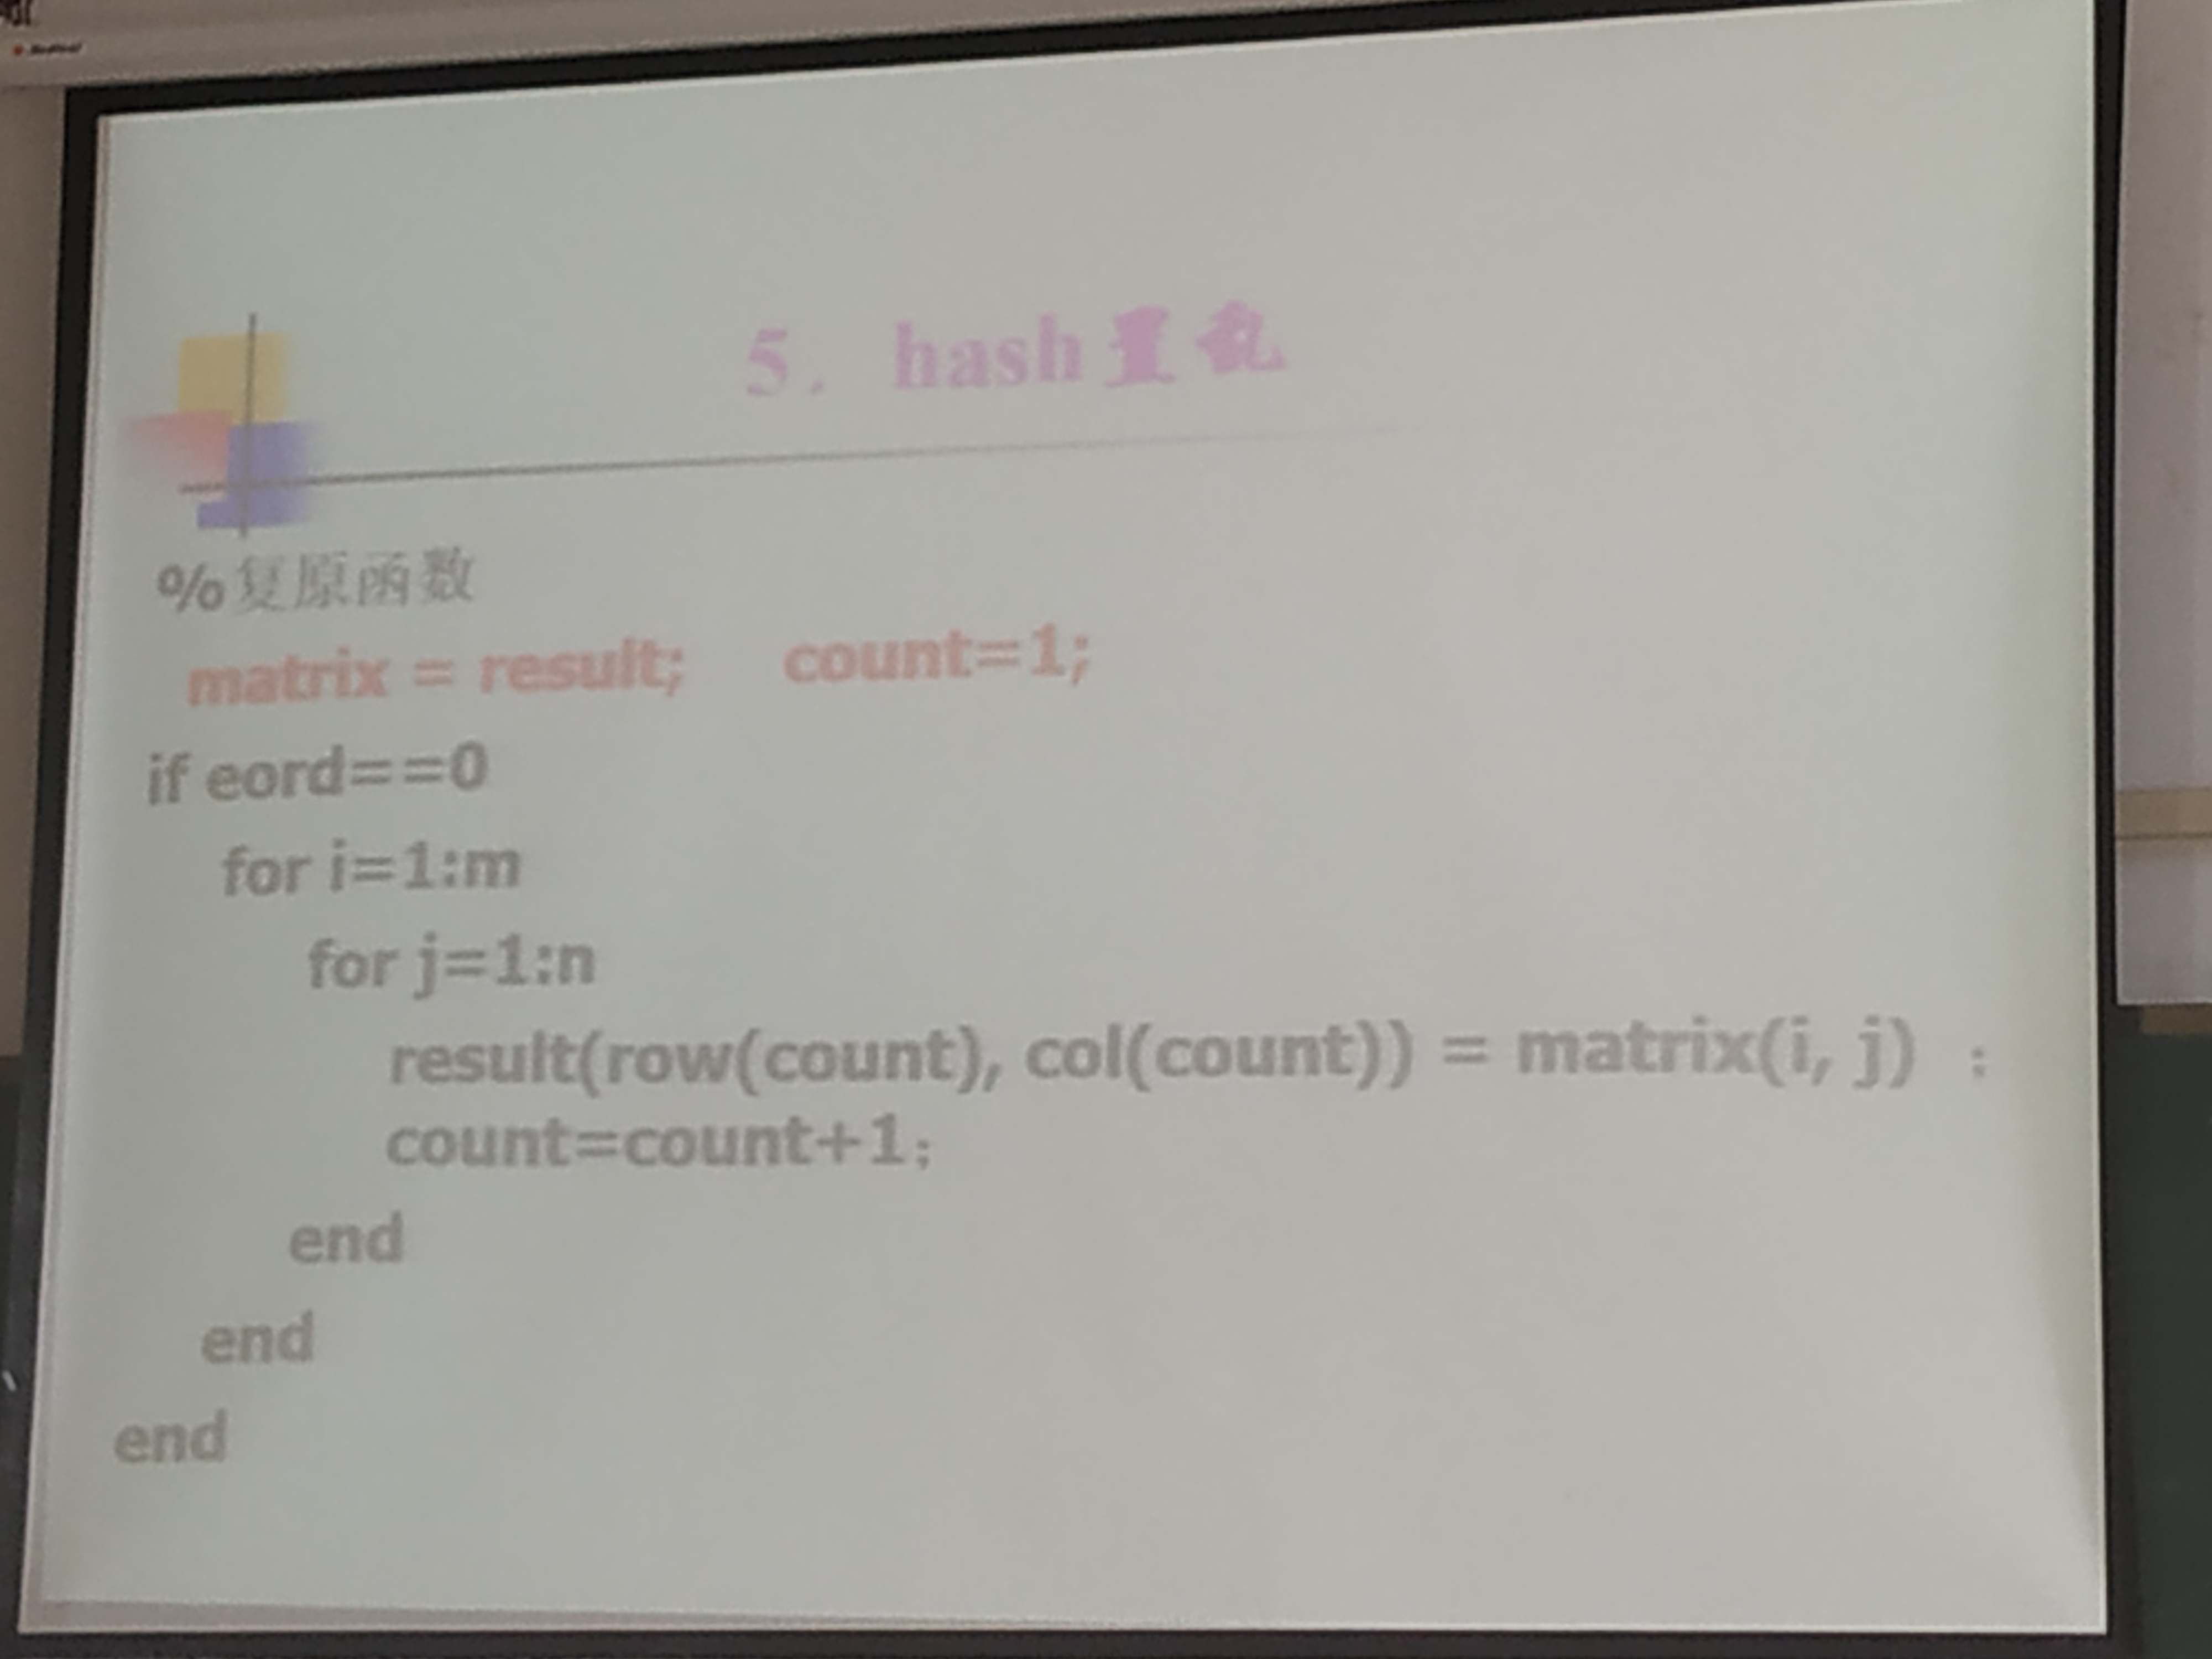 5. hash置乱
%复原函数
matrix = result; count=1;
if eord==0
for i=1:m
for j=1:n
result(row(count), col(count)) = matrix(i, j) ；
count=count+1；
end
end
end